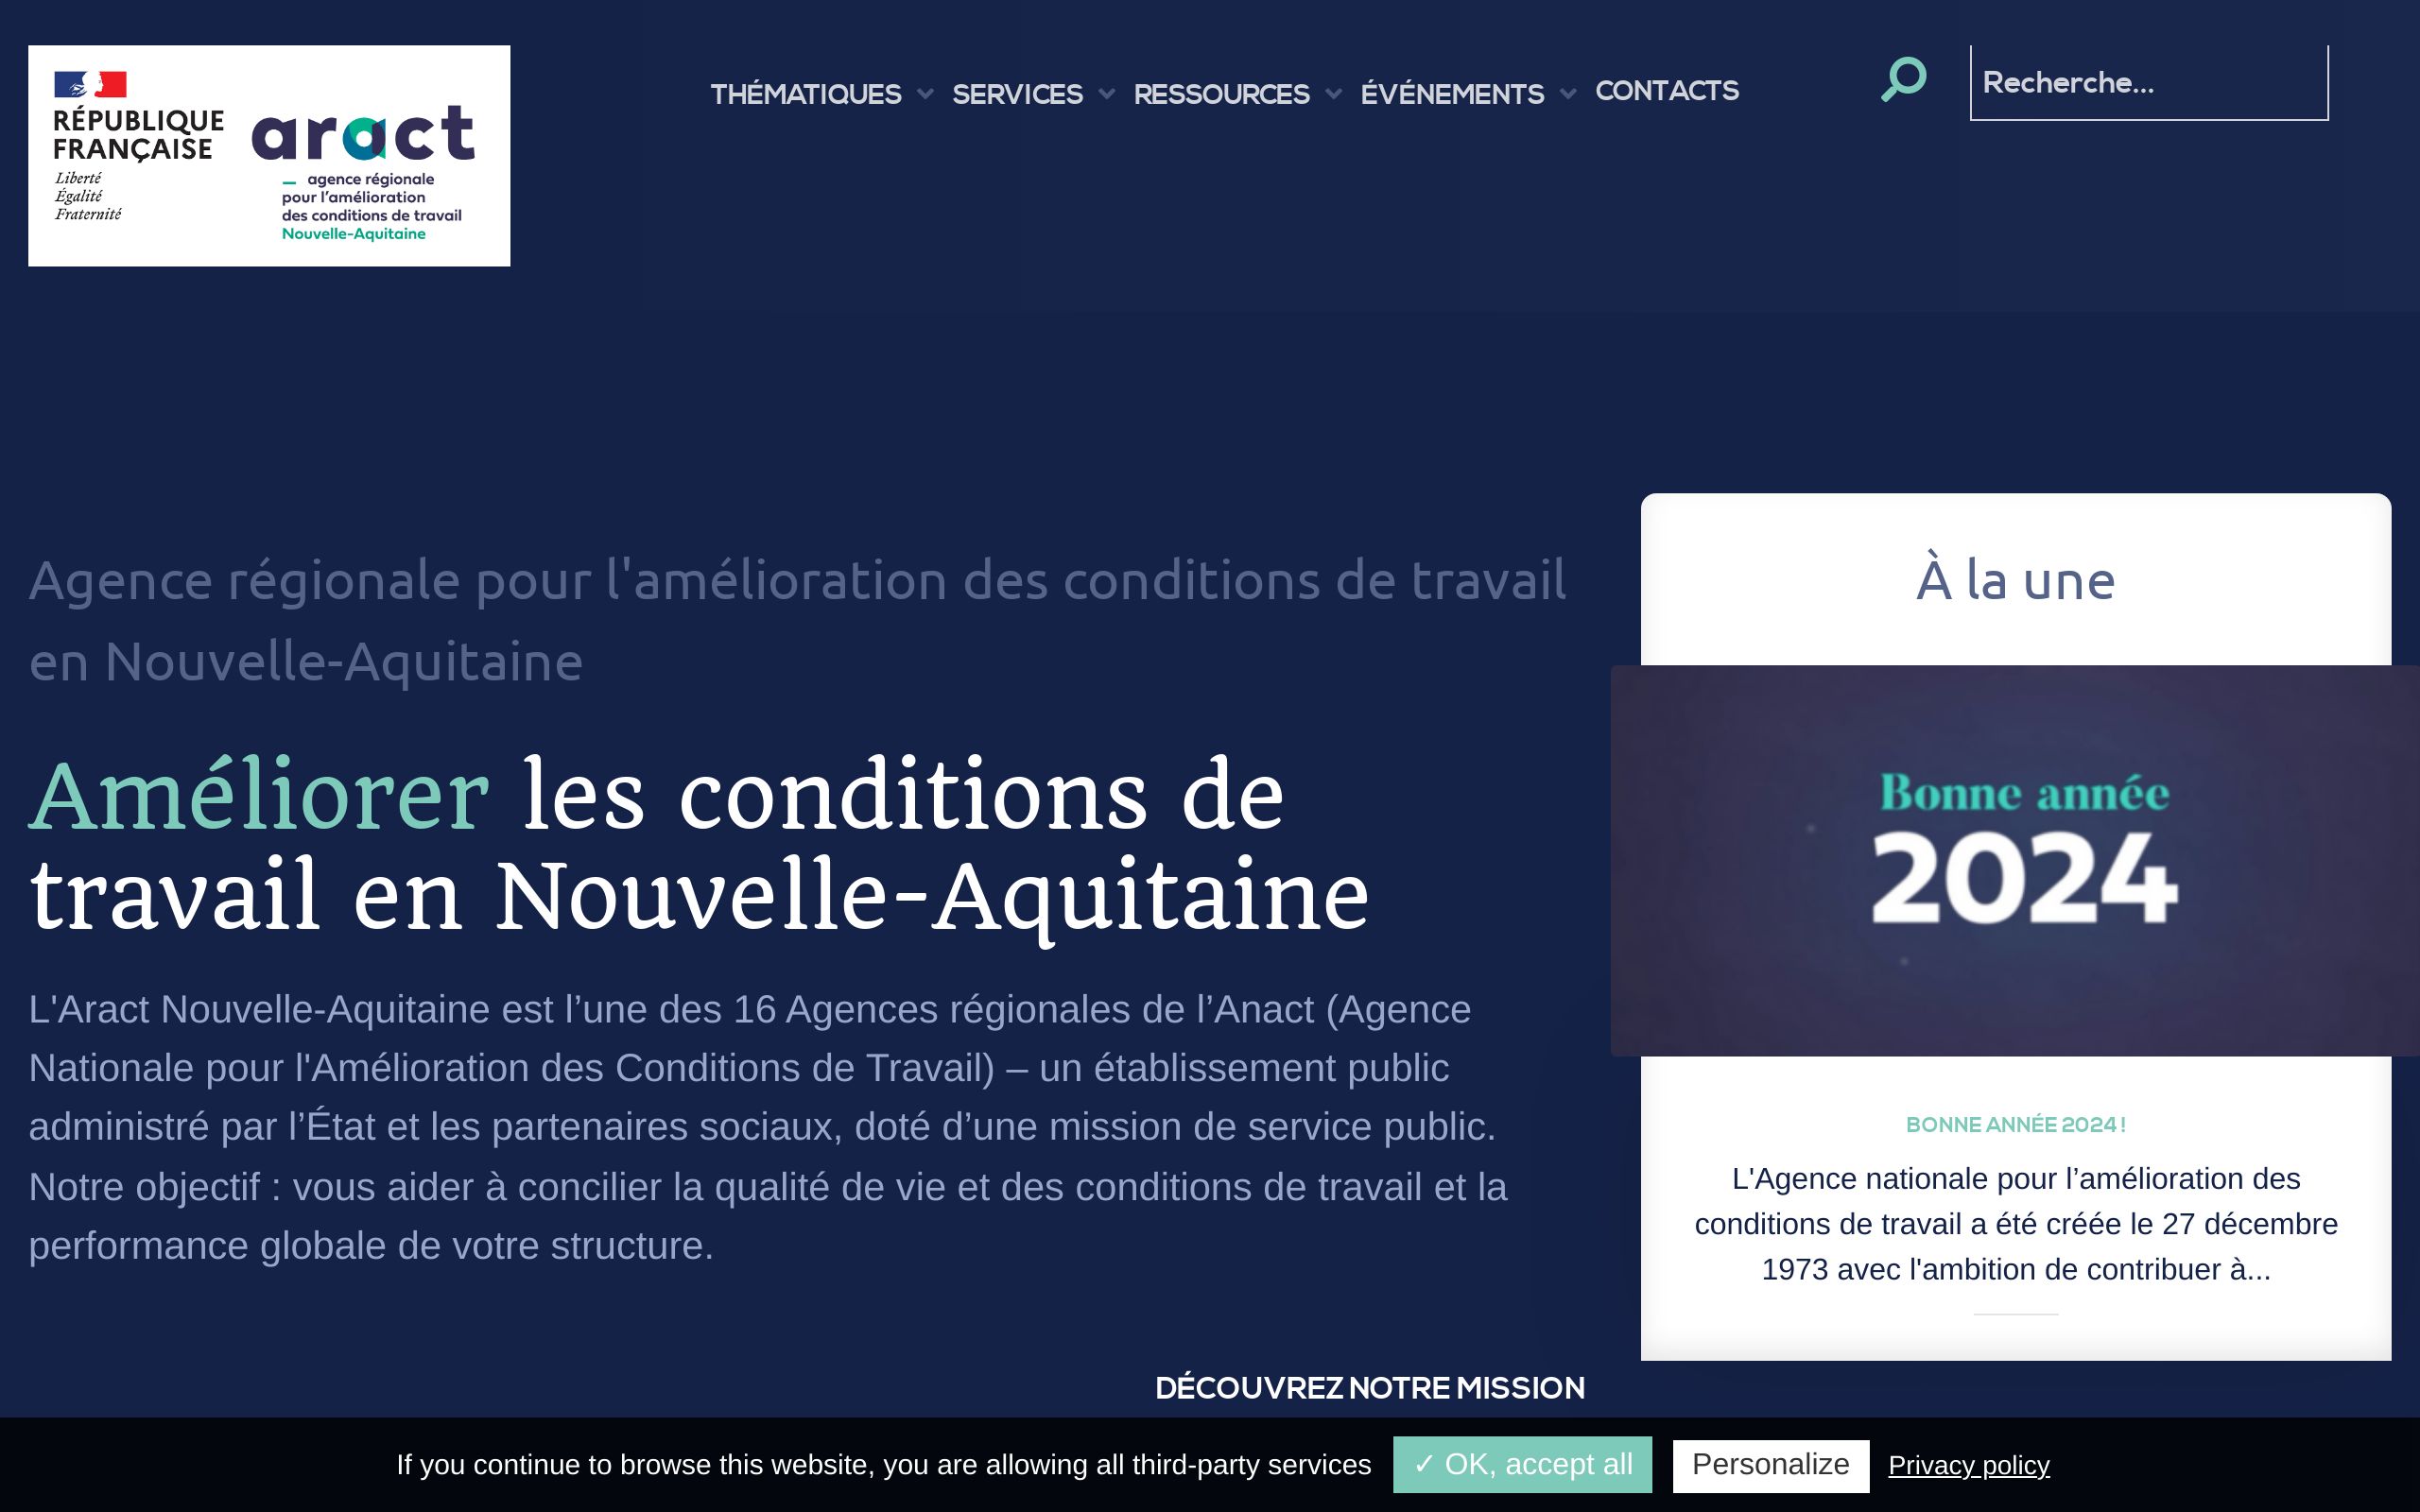 RÉPUBLIQUE
FRANÇAISE
Liberté
Égalité
Fraternité
aract
_ agence régionale
pour l’amélioration
des conditions de travail
Nouvelle-Aquitaine
THÉMATIQUES SERVICES RESSOURCES ÉVÉNEMENTS CONTACTS
Recherche...
Agence régionale pour l'amélioration des conditions de travail
en Nouvelle-Aquitaine
Améliorer les conditions de
travail en Nouvelle-Aquitaine
L'Aract Nouvelle-Aquitaine est l’une des 16 Agences régionales de l’Anact (Agence
Nationale pour l'Amélioration des Conditions de Travail) – un établissement public
administré par l’État et les partenaires sociaux, doté d’une mission de service public.
Notre objectif : vous aider à concilier la qualité de vie et des conditions de travail et la
performance globale de votre structure.
DÉCOUVREZ NOTRE MISSION
À la une
Bonne année
2024
BONNE ANNÉE 2024 !
L'Agence nationale pour l’amélioration des
conditions de travail a été créée le 27 décembre
1973 avec l'ambition de contribuer à...
If you continue to browse this website, you are allowing all third-party services ✓ OK, accept all Personalize Privacy policy